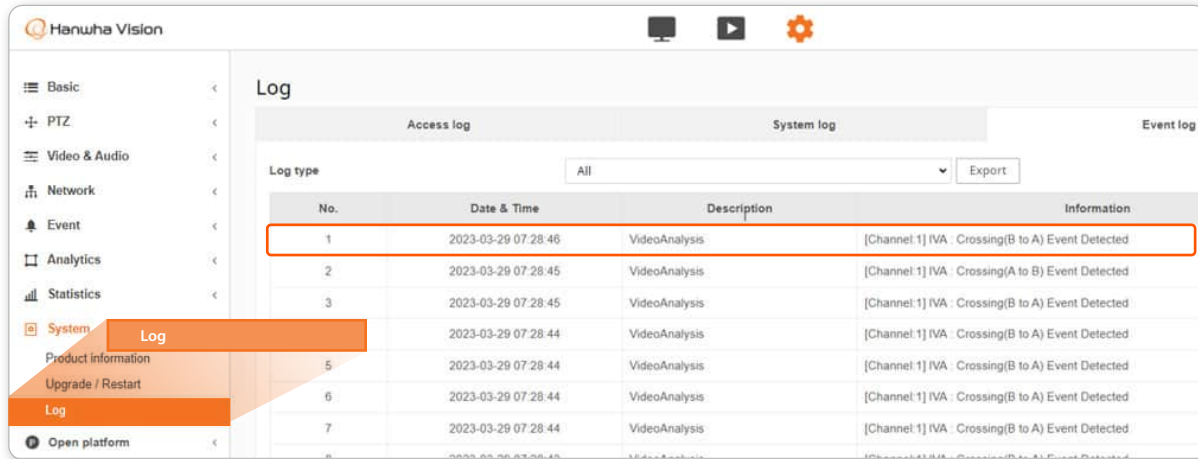 Hanwha Vision
Basic
PTZ
Video & Audio
Network
Event
Analytics
Statistics
System
Log
Product information
Upgrade / Restart
Log
Open platform
Log
Access log System log Event log
Log type All Export
No. Date & Time Description Information
1 2023-03-29 07:28:46 VideoAnalysis [Channel:1] IVA : Crossing(B to A) Event Detected
2 2023-03-29 07:28:45 VideoAnalysis [Channel:1] IVA : Crossing(A to B) Event Detected
3 2023-03-29 07:28:45 VideoAnalysis [Channel:1] IVA : Crossing(B to A) Event Detected
2023-03-29 07:28:44 VideoAnalysis [Channel:1] IVA : Crossing(B to A) Event Detected
5 2023-03-29 07:28:44 VideoAnalysis [Channel:1] IVA : Crossing(B to A) Event Detected
6 2023-03-29 07:28:44 VideoAnalysis [Channel:1] IVA : Crossing(B to A) Event Detected
7 2023-03-29 07:28:44 VideoAnalysis [Channel:1] IVA : Crossing(B to A) Event Detected